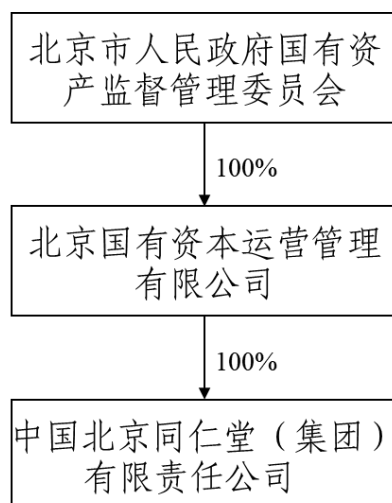 北京市人民政府国有资
产监督管理委员会
100%
北京国有资本运营管理
有限公司
100%
中国北京同仁堂（集团）
有限责任公司